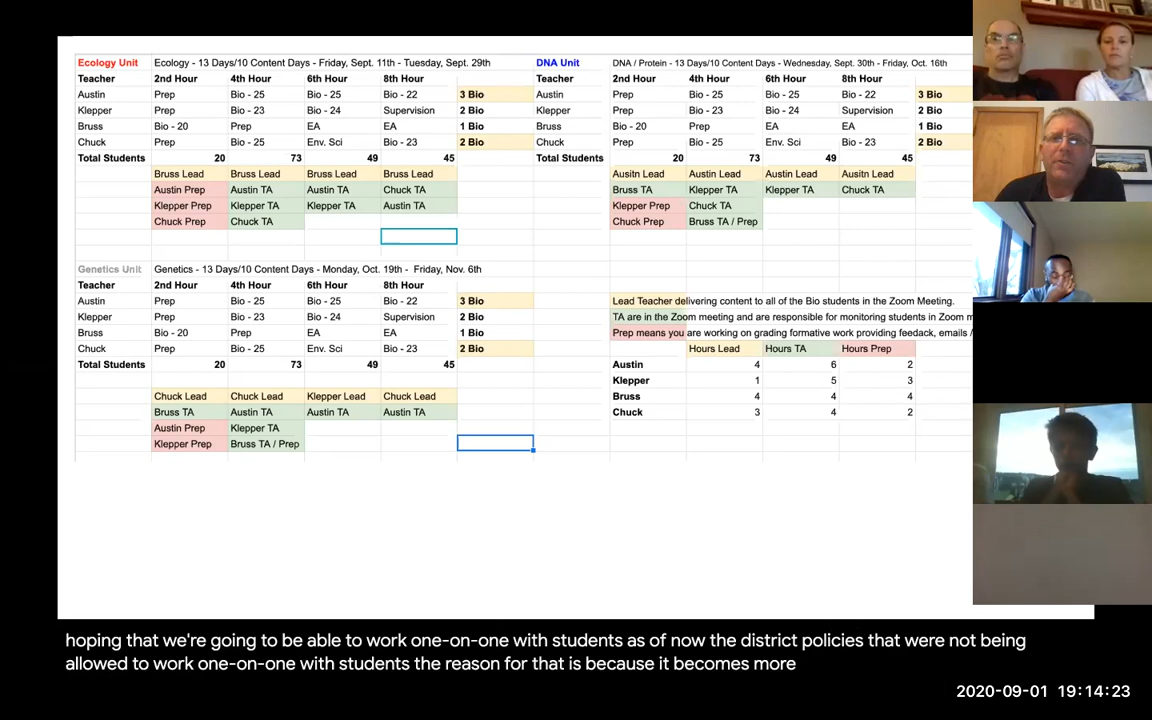 Ecology Unit Ecology - 13 Days/10 Content Days - Friday, Sept. 11th - Tuesday, Sept. 29th DNA Unit DNA / Protein - 13 Days/10 Content Days - Wednesday, Sept. 30th - Friday, Oct. 16th
Teacher 2nd Hour 4th Hour 6th Hour 8th Hour Teacher 2nd Hour 4th Hour 6th Hour 8th Hour
Austin Prep Bio - 25 Bio - 25 Bio - 22 3 Bio Austin Prep Bio - 25 Bio - 25 Bio - 22 3 Bio
Klepper Prep Bio - 23 Bio - 24 Supervision 2 Bio Klepper Prep Bio - 23 Bio - 24 Supervision 2 Bio
Bruss Bio - 20 Prep EA EA 1 Bio Bruss Bio - 20 Prep EA EA 1 Bio
Chuck Prep Bio - 25 Env. Sci Bio - 23 2 Bio Chuck Prep Bio - 25 Env. Sci Bio - 23 2 Bio
Total Students 20 73 49 45 Total Students 20 73 49 45
Bruss Lead Bruss Lead Bruss Lead Bruss Lead Ausitn Lead Austin Lead Austin Lead Ausitn Lead
Austin Prep Austin TA Austin TA Chuck TA Bruss TA Klepper TA Klepper TA Chuck TA
Klepper Prep Klepper TA Klepper TA Austin TA Klepper Prep Chuck TA
Chuck Prep Chuck TA Chuck Prep Bruss TA / Prep
Genetics Unit Genetics - 13 Days/10 Content Days - Monday, Oct. 19th - Friday, Nov. 6th
Teacher 2nd Hour 4th Hour 6th Hour 8th Hour
Austin Prep Bio - 25 Bio - 25 Bio - 22 3 Bio Lead Teacher delivering content to all of the Bio students in the Zoom Meeting.
Klepper Prep Bio - 23 Bio - 24 Supervision 2 Bio TA are in the Zoom meeting and are responsible for monitoring students in Zoom
Bruss Bio - 20 Prep EA EA 1 Bio Prep means you are working on grading formative work providing feedack, emails /
Chuck Prep Bio - 25 Env. Sci Bio - 23 2 Bio Hours Lead Hours TA Hours Prep
Total Students 20 73 49 45 Austin 4 6 2
Klepper 1 5 3
Chuck Lead Chuck Lead Klepper Lead Chuck Lead Bruss 4 4 4
Bruss TA Austin TA Austin TA Austin TA Chuck 3 4 2
Austin Prep Klepper TA
Klepper Prep Bruss TA / Prep
hoping that we're going to be able to work one-on-one with students as of now the district policies that were not being
allowed to work one-on-one with students the reason for that is because it becomes more
2020-09-01 19:14:23